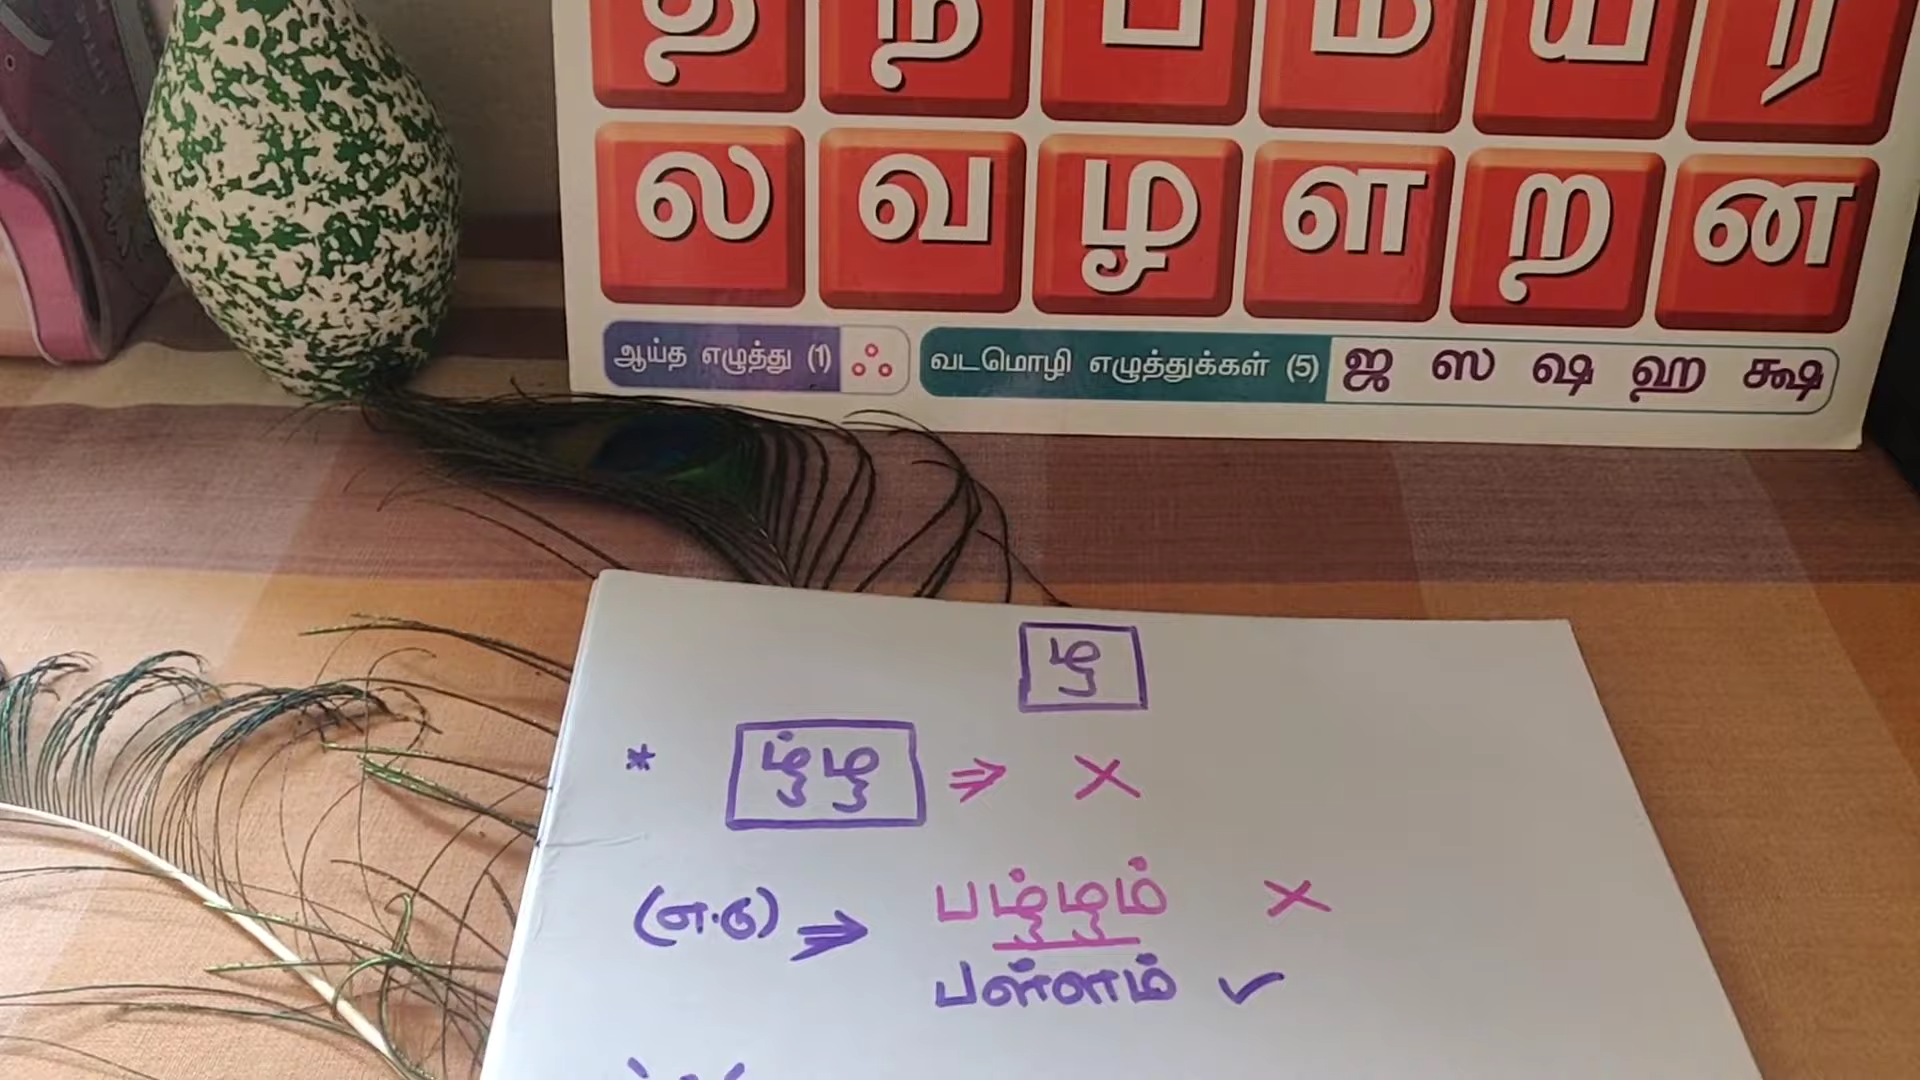 த ந ப ம ய ர
ல வ ழ ள ற ன
ஆய்த எழுத்து (1) ஃ வடமொழி எழுத்துக்கள் (5) ஜ ஸ ஷ ஹ க்ஷ
ழ
* ழ்ழ ⇒ ×
(எ.டு) ⇒ பழ்ழம் ×
பள்ளம் ✓